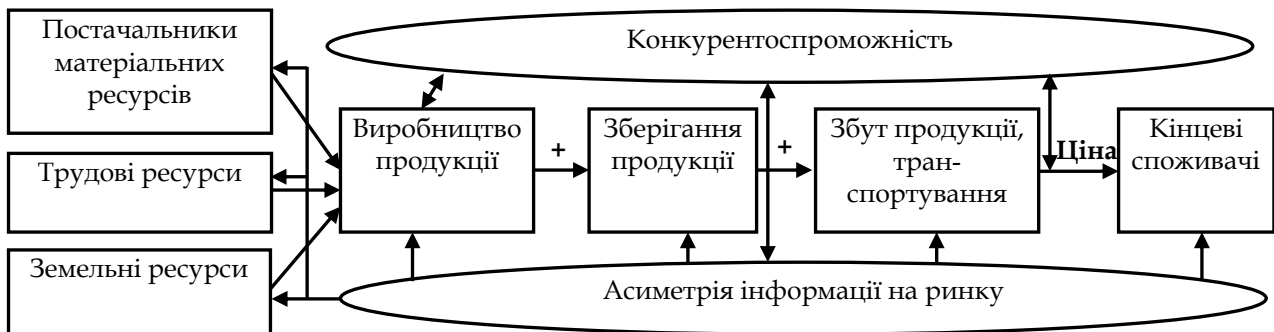 Постачальники
матеріальних
ресурсів
Трудові ресурси
Земельні ресурси
Конкурентоспроможність
Виробництво
продукції
+
Зберігання
продукції
+
Збут продукції,
тран-
спортування
Ціна
Кінцеві
споживачі
Асиметрія інформації на ринку